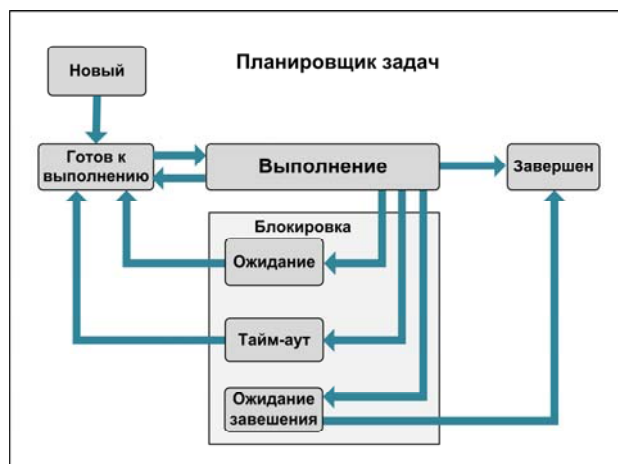 Новый
Планировщик задач
Готов к
выполнению
Выполнение
Завершен
Блокировка
Ожидание
Тайм-аут
Ожидание
завешения